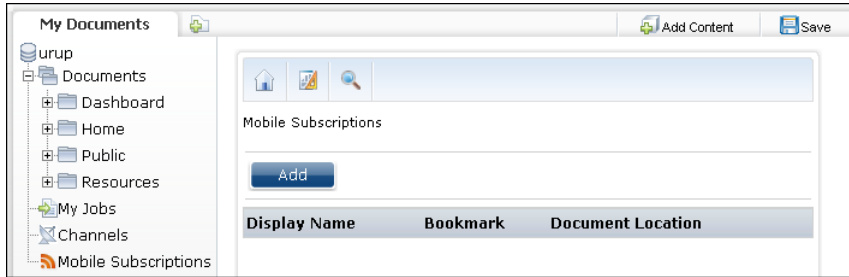 My Documents
Add Content
Save
urup
Documents
Dashboard
Home
Public
Resources
My Jobs
Channels
Mobile Subscriptions
Mobile Subscriptions
Add
Display Name Bookmark Document Location